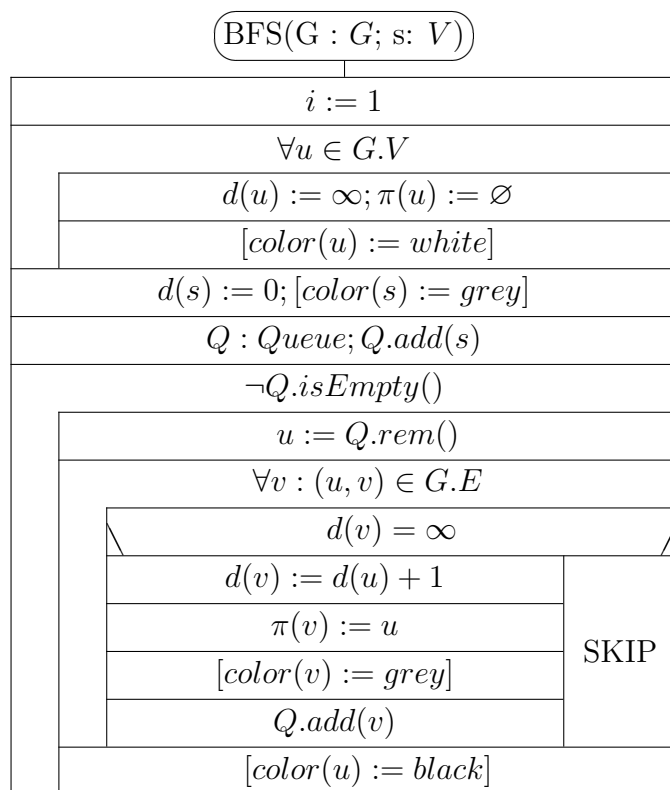 BFS(G : G; s: V)
i := 1
∀u ∈ G.V
d(u) := ∞; π(u) := ∅
[color(u) := white]
d(s) := 0; [color(s) := grey]
Q : Queue; Q.add(s)
¬Q.isEmpty()
u := Q.rem()
∀v : (u, v) ∈ G.E
d(v) = ∞
d(v) := d(u) + 1
π(v) := u
[color(v) := grey]
Q.add(v)
SKIP
[color(u) := black]